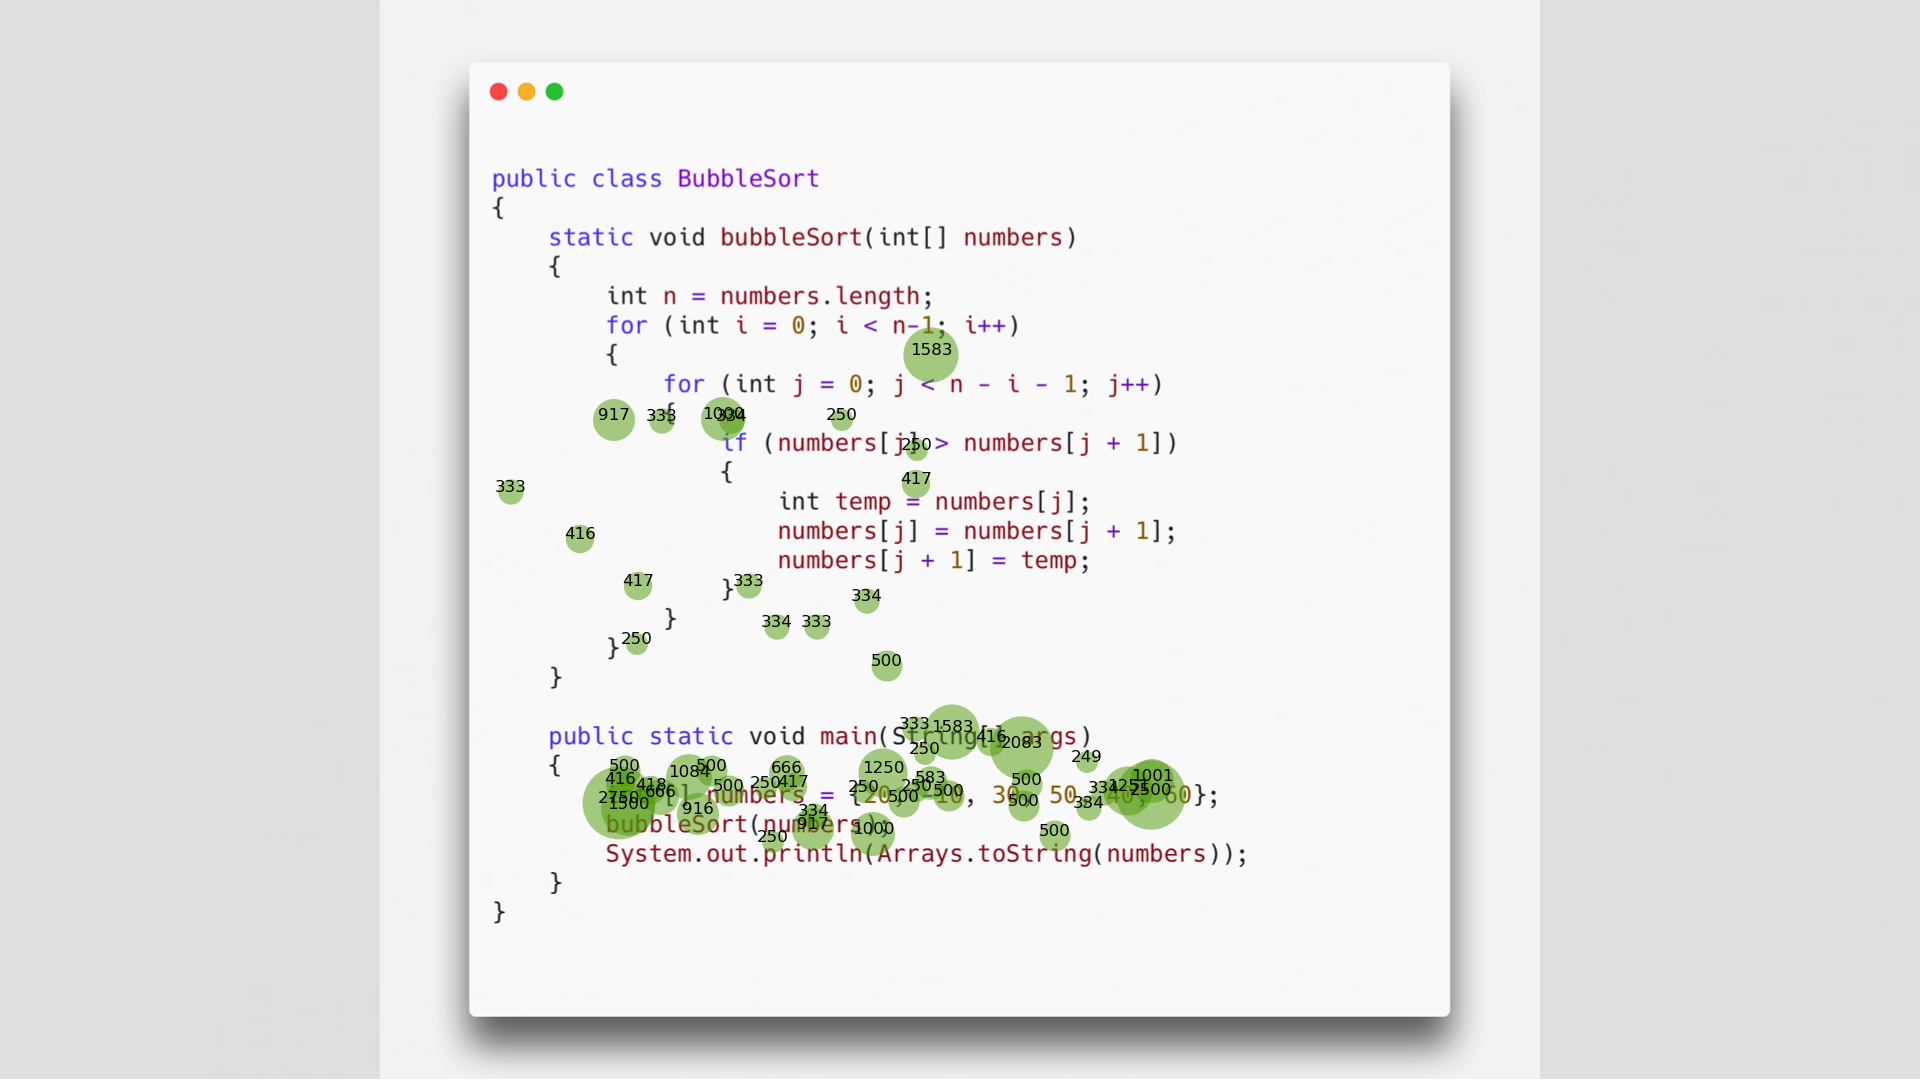 public class BubbleSort
{
static void bubbleSort(int[] numbers)
{
int n = numbers.length;
for (int i = 0; i < n-1; i++)
1583
{
for (int j = 0; j < n - i - 1; j++)
917 333 { 1000 334 250
if (numbers[j] > numbers[j + 1])
250
{
417
333
int temp = numbers[j];
416 numbers[j] = numbers[j + 1];
numbers[j + 1] = temp;
417 } 333
334
} 334 333
250
}
500
}
333 1583
public static void main(String[] args)
416 2083
250 249
{ 500 1084 500 666 1250 1001
416 418 666 500 250 417 250 583 250 500 500 334 1251 2500
2750 1500 [] numbers = {20, -10, 30, 50, 40, 60};
500 500 334
916 334
bubbleSort(numbers);
917 1000 500
250
System.out.println(Arrays.toString(numbers));
}
}